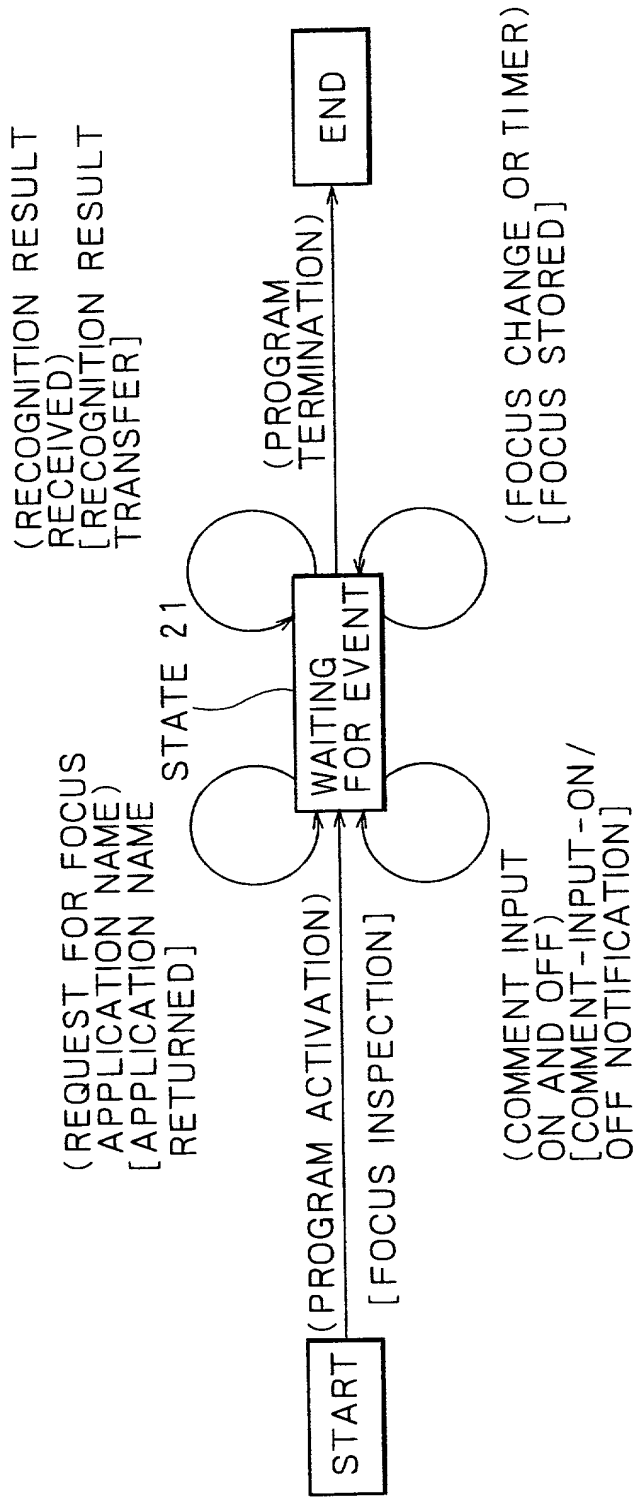 (REQUEST FOR FOCUS
APPLICATION NAME)
[APPLICATION NAME
RETURNED]
(RECOGNITION RESULT
RECEIVED)
[RECOGNITION RESULT
TRANSFER]
STATE 21
START
(PROGRAM ACTIVATION)
[FOCUS INSPECTION]
WAITING
FOR EVENT
(PROGRAM
TERMINATION)
END
(COMMENT INPUT
ON AND OFF)
[COMMENT-INPUT-ON/
OFF NOTIFICATION]
(FOCUS CHANGE OR TIMER)
[FOCUS STORED]